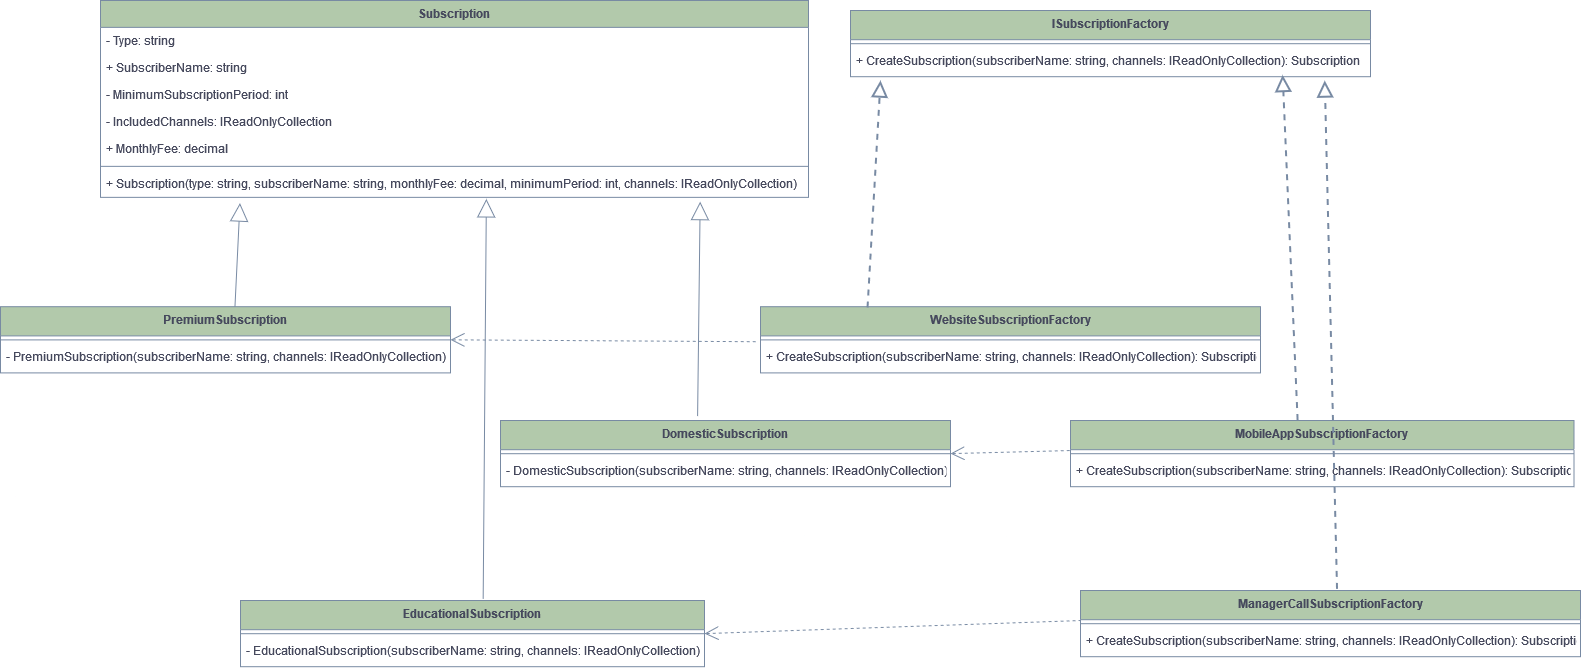 Subscription
- Type: string
+ SubscriberName: string
- MinimumSubscriptionPeriod: int
- IncludedChannels: IReadOnlyCollection
+ MonthlyFee: decimal
+ Subscription(type: string, subscriberName: string, monthlyFee: decimal, minimumPeriod: int, channels: IReadOnlyCollection)
ISubscriptionFactory
+ CreateSubscription(subscriberName: string, channels: IReadOnlyCollection): Subscription
PremiumSubscription
- PremiumSubscription(subscriberName: string, channels: IReadOnlyCollection)
WebsiteSubscriptionFactory
+ CreateSubscription(subscriberName: string, channels: IReadOnlyCollection): Subscripti
DomesticSubscription
- DomesticSubscription(subscriberName: string, channels: IReadOnlyCollection)
MobileAppSubscriptionFactory
+ CreateSubscription(subscriberName: string, channels: IReadOnlyCollection): Subscriptic
EducationalSubscription
- EducationalSubscription(subscriberName: string, channels: IReadOnlyCollection)
ManagerCallSubscriptionFactory
+ CreateSubscription(subscriberName: string, channels: IReadOnlyCollection): Subscripti